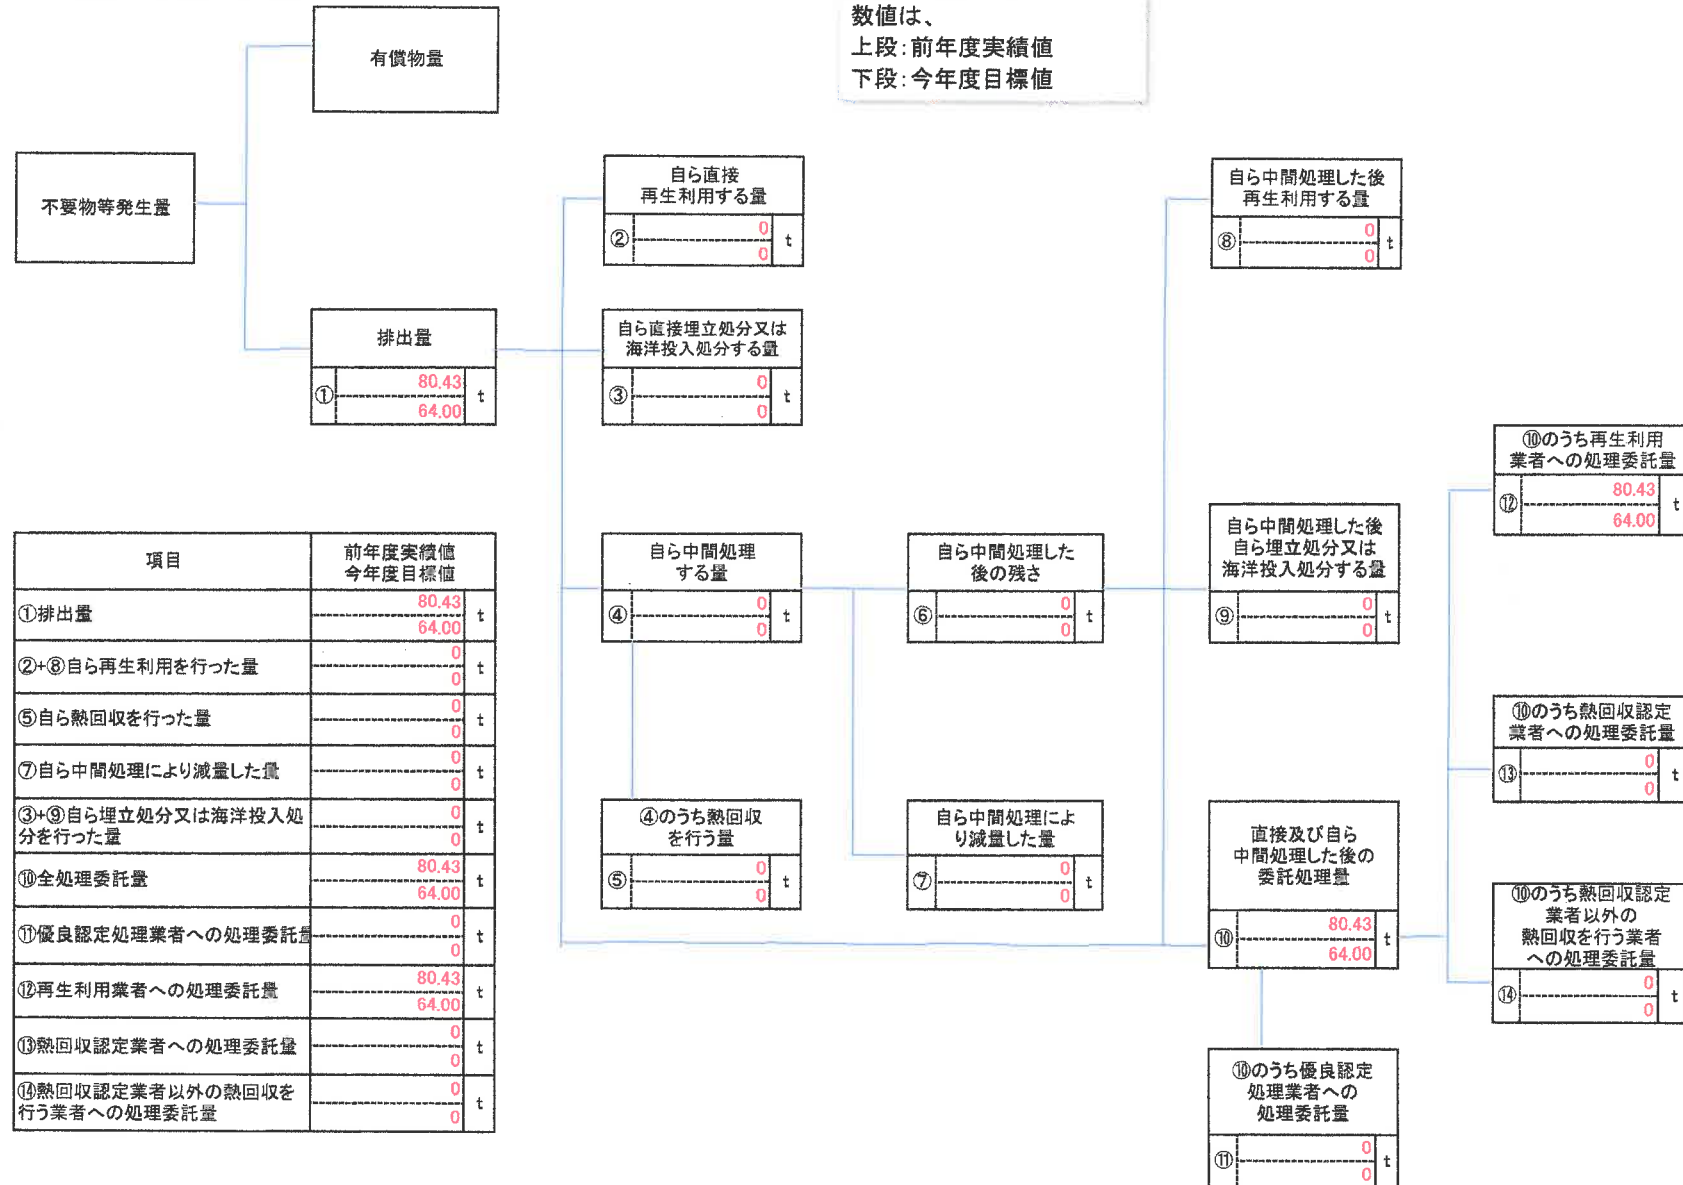 数値は、
上段:前年度実績値
下段:今年度目標値
有償物量
不要物等発生量
排出量
① 80.43 t
64.00
自ら直接
再生利用する量
② 0 t
0
自ら直接埋立処分又は
海洋投入処分する量
③ 0 t
0
自ら中間処理
する量
④ 0 t
0
④のうち熱回収
を行う量
⑤ 0 t
0
自ら中間処理した
後の残さ
⑥ 0 t
0
自ら中間処理によ
り減量した量
⑦ 0 t
0
自ら中間処理した後
再生利用する量
⑧ 0 t
0
自ら中間処理した後
自ら埋立処分又は
海洋投入処分する量
⑨ 0 t
0
直接及び自ら
中間処理した後の
委託処理量
⑩ 80.43 t
64.00
⑩のうち優良認定
処理業者への
処理委託量
⑪ 0 t
0
⑩のうち再生利用
業者への処理委託量
⑫ 80.43 t
64.00
⑩のうち熱回収認定
業者への処理委託量
⑬ 0 t
0
⑩のうち熱回収認定
業者以外の
熱回収を行う業者
への処理委託量
⑭ 0 t
0
項目 前年度実績値
今年度目標値
①排出量 80.43 t
64.00
②+⑧自ら再生利用を行った量 0 t
0
⑤自ら熱回収を行った量 0 t
0
⑦自ら中間処理により減量した量 0 t
0
③+⑨自ら埋立処分又は海洋投入処 0 t
分を行った量 0
⑩全処理委託量 80.43 t
64.00
⑪優良認定処理業者への処理委託量 0 t
0
⑫再生利用業者への処理委託量 80.43 t
64.00
⑬熱回収認定業者への処理委託量 0 t
0
⑭熱回収認定業者以外の熱回収を 0 t
行う業者への処理委託量 0